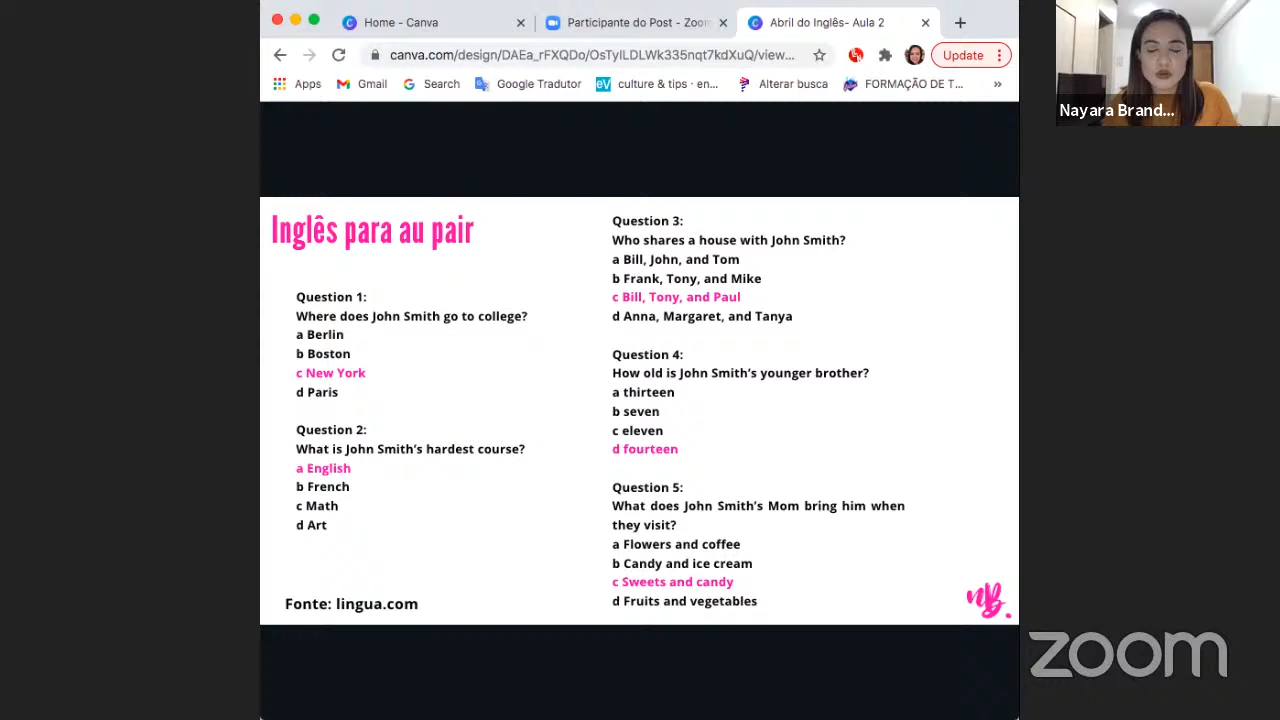 Home - Canva
Participante do Post - Zoom
Abril do Inglês- Aula 2
canva.com/design/DAEa_rFXQDo/OsTyILDLWk335nqt7kdXuQ/view...
Update
Apps
Gmail
Search
Google Tradutor
eV
culture & tips · en...
Alterar busca
FORMAÇÃO DE T...
»
Nayara Brand...
Inglês para au pair
Question 1:
Where does John Smith go to college?
a Berlin
b Boston
c New York
d Paris
Question 2:
What is John Smith's hardest course?
a English
b French
c Math
d Art
Fonte: lingua.com
Question 3:
Who shares a house with John Smith?
a Bill, John, and Tom
b Frank, Tony, and Mike
c Bill, Tony, and Paul
d Anna, Margaret, and Tanya
Question 4:
How old is John Smith's younger brother?
a thirteen
b seven
c eleven
d fourteen
Question 5:
What does John Smith's Mom bring him when
they visit?
a Flowers and coffee
b Candy and ice cream
c Sweets and candy
d Fruits and vegetables
nB.
zoom